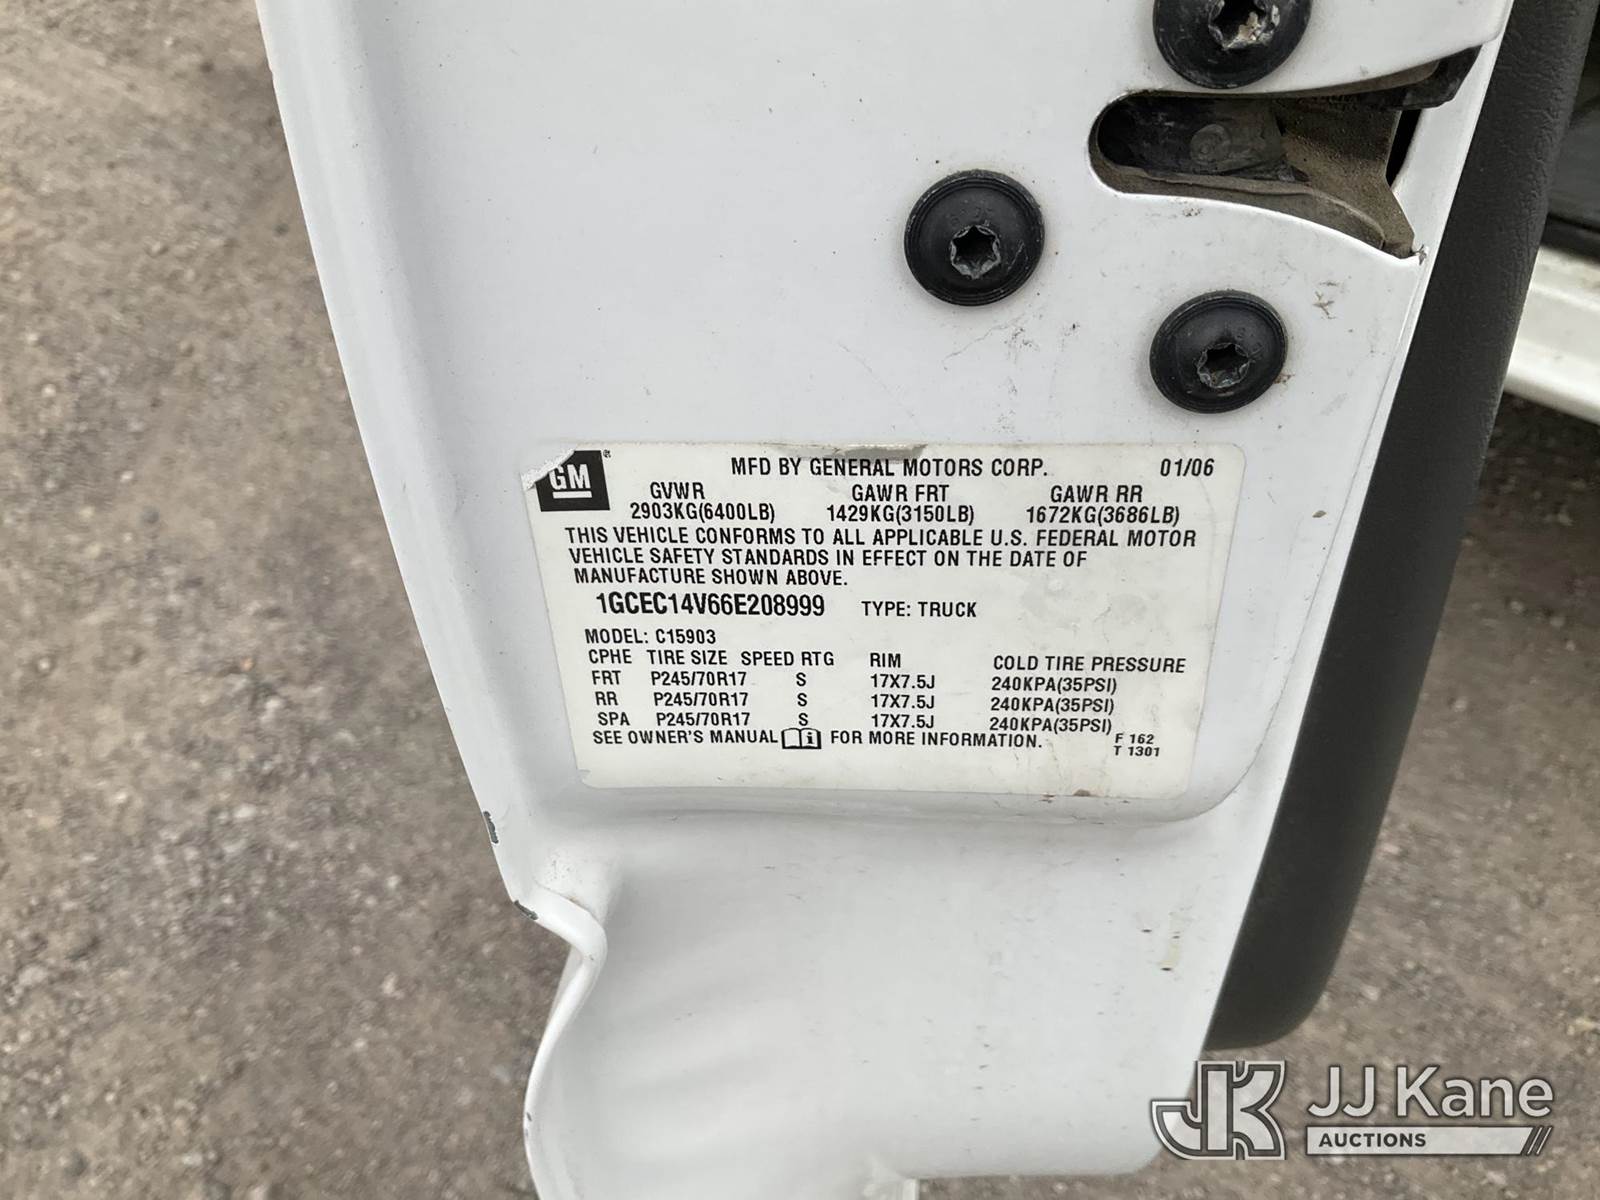 GM® MFD BY GENERAL MOTORS CORP. 01/06
GVWR GAWR FRT GAWR RR
2903KG(6400LB) 1429KG(3150LB) 1672KG(3686LB)
THIS VEHICLE CONFORMS TO ALL APPLICABLE U.S. FEDERAL MOTOR
VEHICLE SAFETY STANDARDS IN EFFECT ON THE DATE OF
MANUFACTURE SHOWN ABOVE.
1GCEC14V66E208999 TYPE: TRUCK
MODEL: C15903
CPHE TIRE SIZE SPEED RTG RIM COLD TIRE PRESSURE
FRT P245/70R17 S 17X7.5J 240KPA(35PSI)
RR P245/70R17 S 17X7.5J 240KPA(35PSI)
SPA P245/70R17 S 17X7.5J 240KPA(35PSI)
SEE OWNER'S MANUAL FOR MORE INFORMATION. F 162
T 1301
JK JJ Kane
AUCTIONS